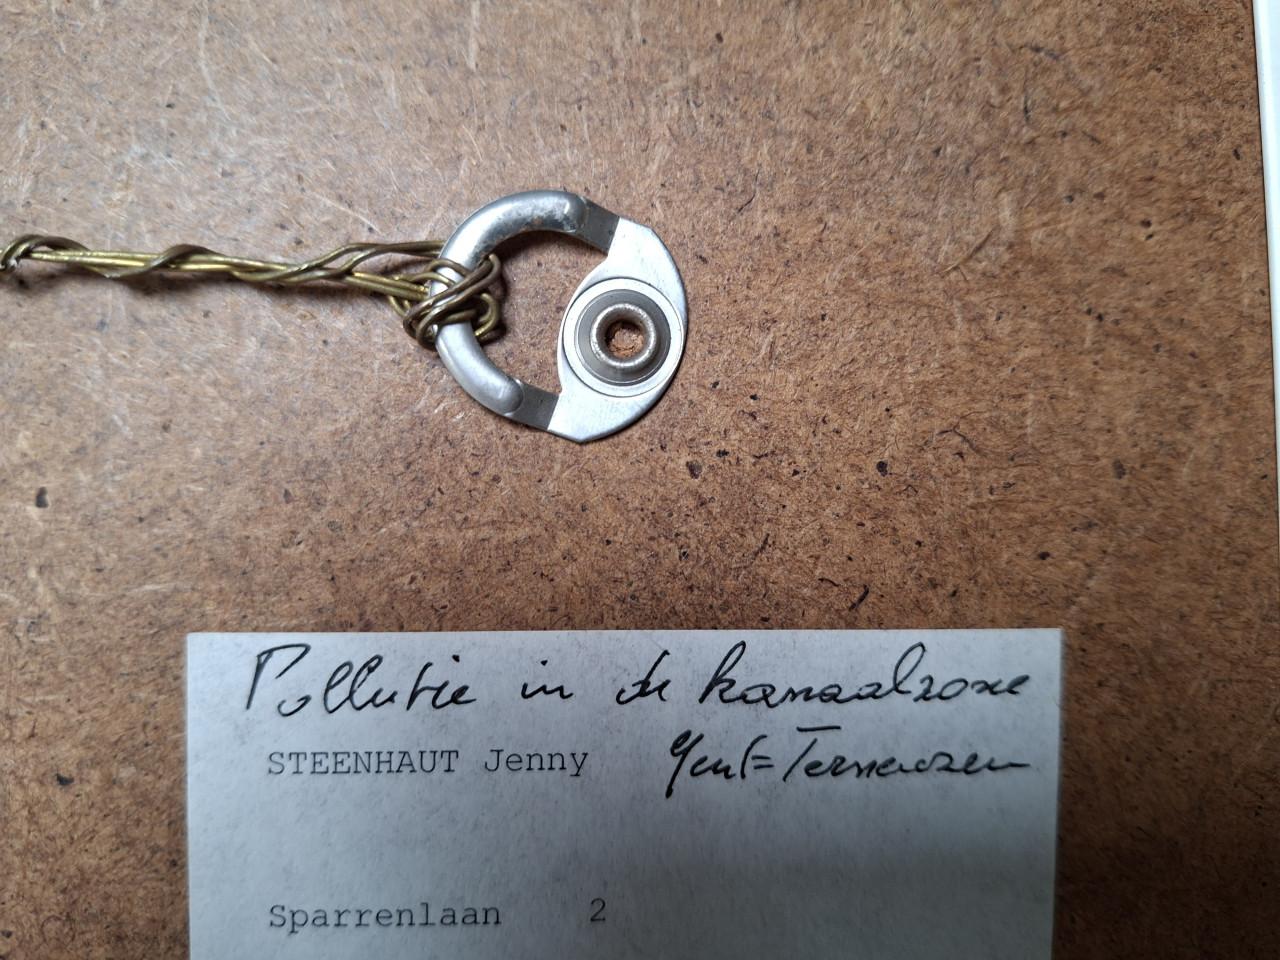 Pollutie in de kanaalzone
STEENHAUT Jenny Gent-Terneuzen
Sparrenlaan 2